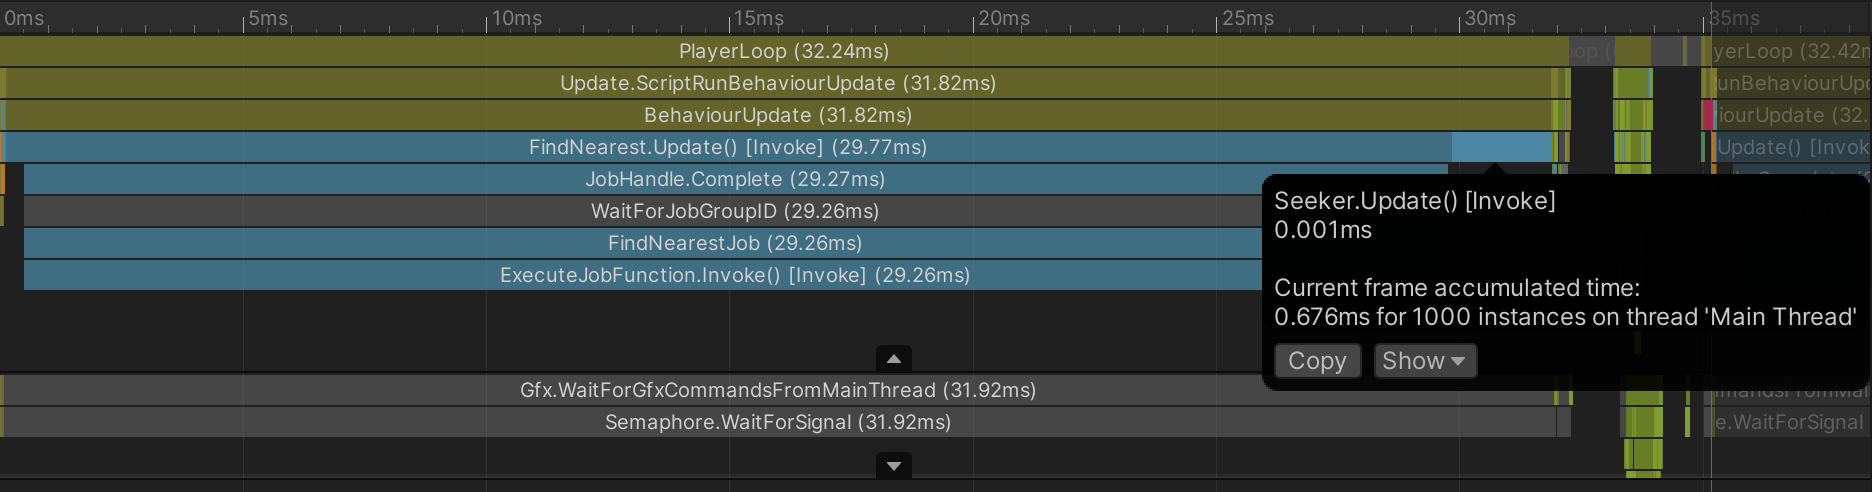 0ms 5ms 10ms 15ms 20ms 25ms 30ms 35ms
PlayerLoop (32.24ms) yerLoop (32.42m
Update.ScriptRunBehaviourUpdate (31.82ms) unBehaviourUpd
BehaviourUpdate (31.82ms) iourUpdate (32.
FindNearest.Update() [Invoke] (29.77ms) Update() [Invok
JobHandle.Complete (29.27ms)
WaitForJobGroupID (29.26ms)
FindNearestJob (29.26ms)
ExecuteJobFunction.Invoke() [Invoke] (29.26ms)
Seeker.Update() [Invoke]
0.001ms
Current frame accumulated time:
0.676ms for 1000 instances on thread 'Main Thread'
Copy Show
Gfx.WaitForGfxCommandsFromMainThread (31.92ms)
Semaphore.WaitForSignal (31.92ms) e.WaitForSignal